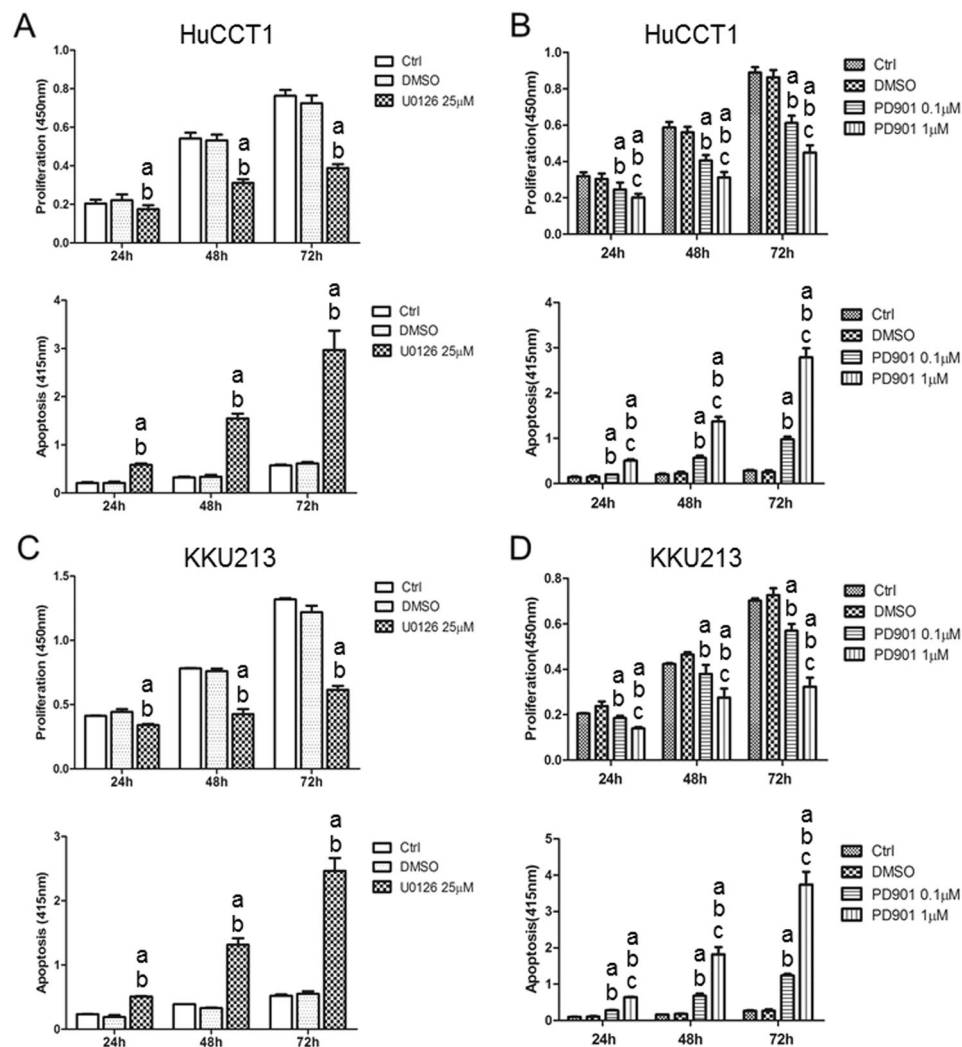 A
HuCCT1
Proliferation (450nm)
1.0
0.8
0.6
0.4
0.2
0.0
a
b
a
b
a
b
24h
48h
72h
Ctrl
DMSO
U0126 25μM
Apoptosis (415nm)
4
3
2
1
0
a
b
a
b
a
b
24h
48h
72h
Ctrl
DMSO
U0126 25μM
B
HuCCT1
Proliferation(450nm)
1.0
0.8
0.6
0.4
0.2
0.0
a
b
a
b
c
a
b
a
b
c
a
b
a
b
c
24h
48h
72h
Ctrl
DMSO
PD901 0.1μM
PD901 1μM
Apoptosis(415nm)
4
3
2
1
0
a
b
a
b
c
a
b
a
b
c
a
b
a
b
c
24h
48h
72h
Ctrl
DMSO
PD901 0.1μM
PD901 1μM
C
KKU213
Proliferation (450nm)
1.5
1.0
0.5
0.0
a
b
a
b
a
b
24h
48h
72h
Ctrl
DMSO
U0126 25μM
Apoptosis (415nm)
3
2
1
0
a
b
a
b
a
b
24h
48h
72h
Ctrl
DMSO
U0126 25μM
D
KKU213
Proliferation(450nm)
0.8
0.6
0.4
0.2
0.0
a
b
a
b
c
a
b
a
b
c
a
b
a
b
c
24h
48h
72h
Ctrl
DMSO
PD901 0.1μM
PD901 1μM
Apoptosis(415nm)
5
4
3
2
1
0
a
b
a
b
c
a
b
a
b
c
a
b
a
b
c
24h
48h
72h
Ctrl
DMSO
PD901 0.1μM
PD901 1μM